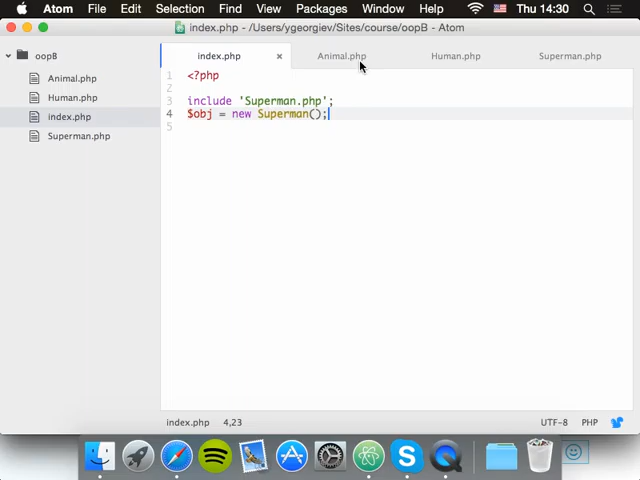 Atom File Edit Selection Find View Packages Window Help Thu 14:30
index.php - /Users/ygeorgiev/Sites/course/oopB - Atom
oopB
Animal.php
Human.php
index.php
Superman.php
index.php × Animal.php Human.php Superman.php
1 <?php
2
3 include 'Superman.php';
4 $obj = new Superman();
5
index.php 4,23 UTF-8 PHP